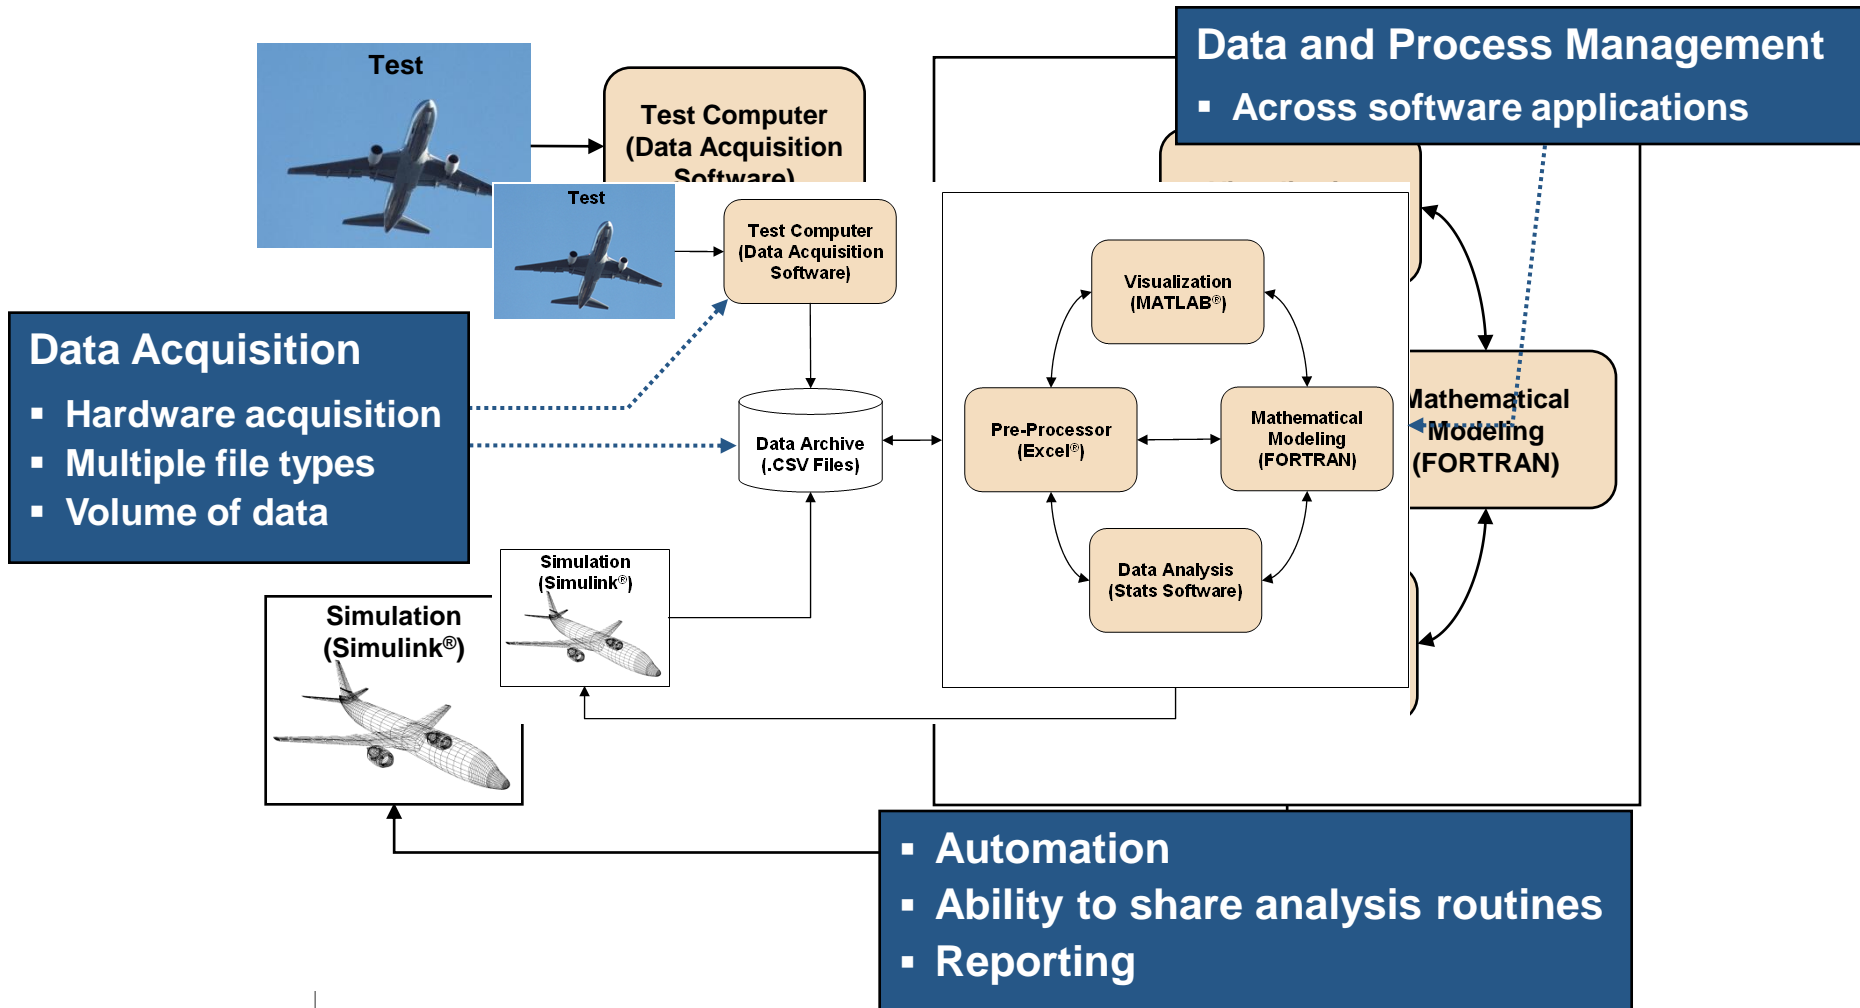 Test
Test Computer
(Data Acquisition
Software)
Data and Process Management
▪ Across software applications
Test
Test Computer
(Data Acquisition
Software)
Visualization
(MATLAB®)
Data Acquisition
▪ Hardware acquisition
▪ Multiple file types
▪ Volume of data
Data Archive
(.CSV Files)
Pre-Processor
(Excel®)
Mathematical
Modeling
(FORTRAN)
Mathematical
Modeling
(FORTRAN)
Simulation
(Simulink®)
Data Analysis
(Stats Software)
Simulation
(Simulink®)
▪ Automation
▪ Ability to share analysis routines
▪ Reporting